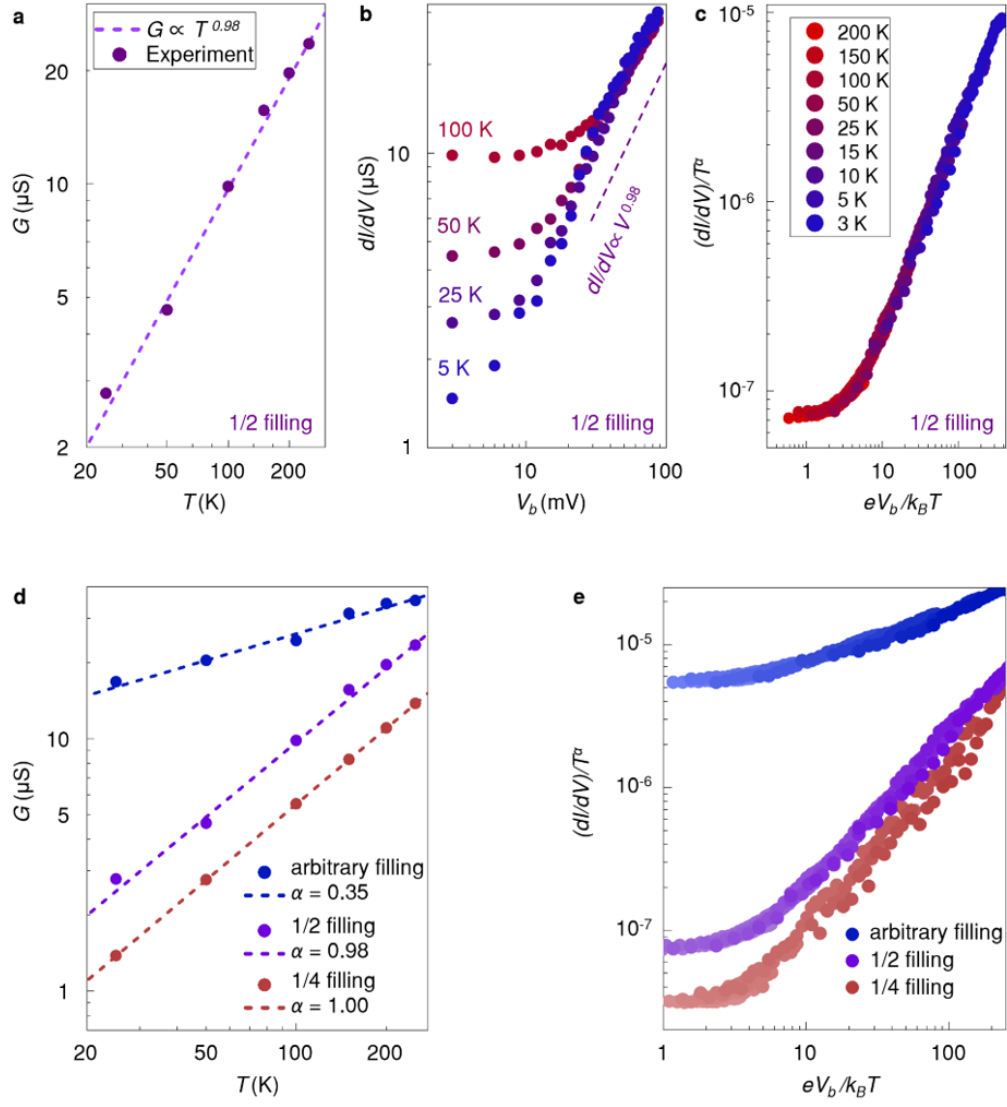 a
G ∝ T^0.98
Experiment
20
10
5
2
G (μS)
1/2 filling
20 50 100 200
T (K)
b
10
1
dI/dV (μS)
100 K
50 K
25 K
5 K
dI/dV ∝ V^0.98
1/2 filling
10 100
V_b (mV)
c
10^-5
10^-6
10^-7
(dI/dV)/T^α
200 K
150 K
100 K
50 K
25 K
15 K
10 K
5 K
3 K
1/2 filling
1 10 100
eV_b/k_BT
d
10
5
1
G (μS)
arbitrary filling
α = 0.35
1/2 filling
α = 0.98
1/4 filling
α = 1.00
20 50 100 200
T (K)
e
10^-5
10^-6
10^-7
(dI/dV)/T^α
arbitrary filling
1/2 filling
1/4 filling
1 10 100
eV_b/k_BT